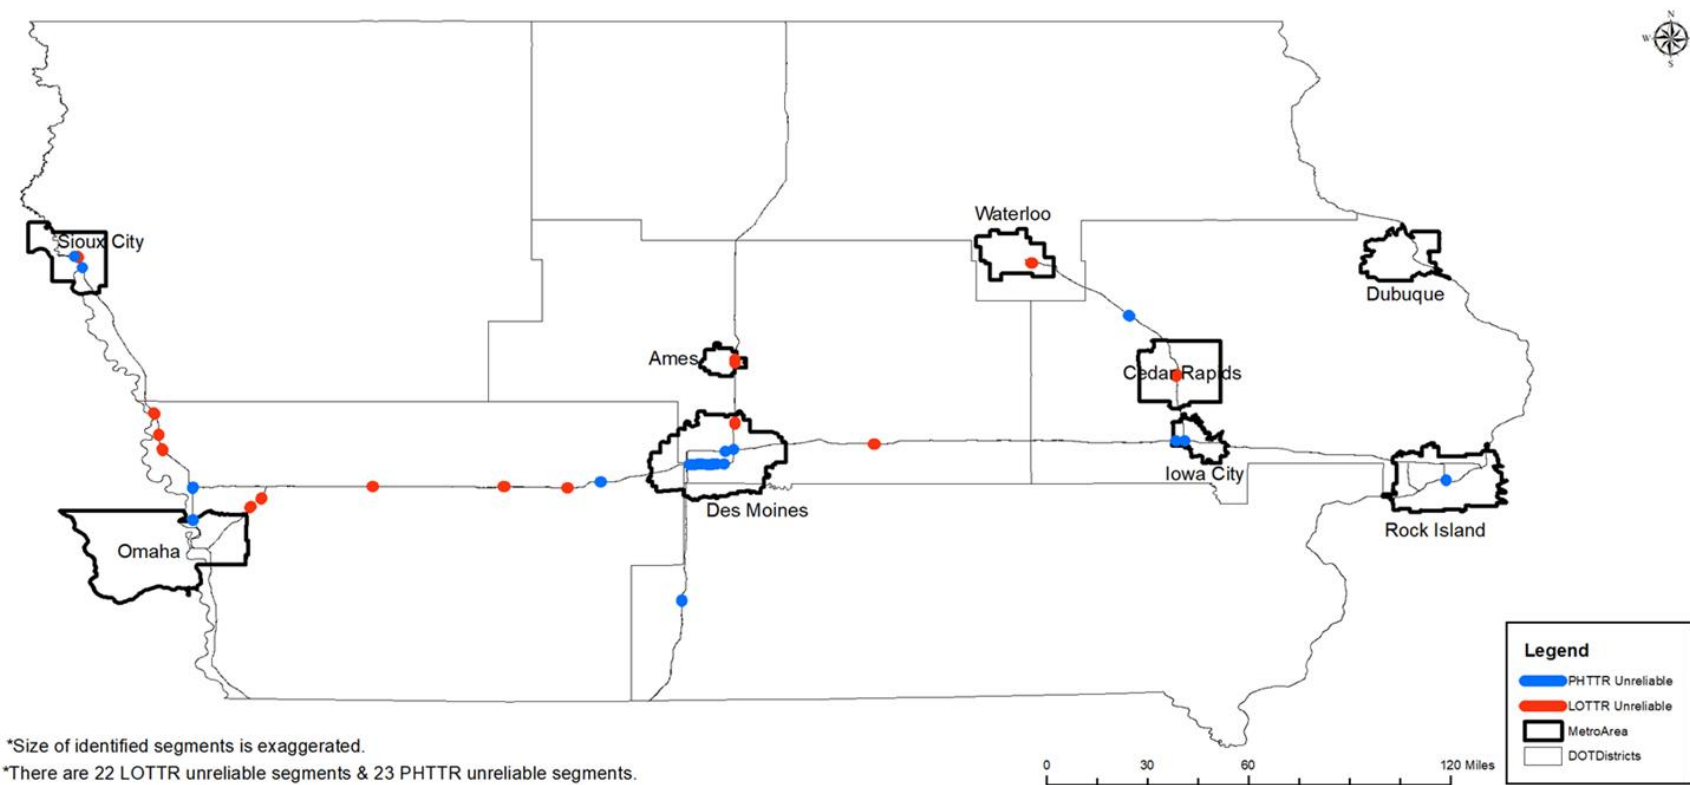 N
W
S
Waterloo
Sioux City
Dubuque
Ames
Cedar Rapids
Iowa City
Des Moines
Rock Island
Omaha
Legend
PHTTR Unreliable
LOTTR Unreliable
MetroArea
DOTDistricts
*Size of identified segments is exaggerated.
*There are 22 LOTTR unreliable segments & 23 PHTTR unreliable segments.
0 30 60 120 Miles